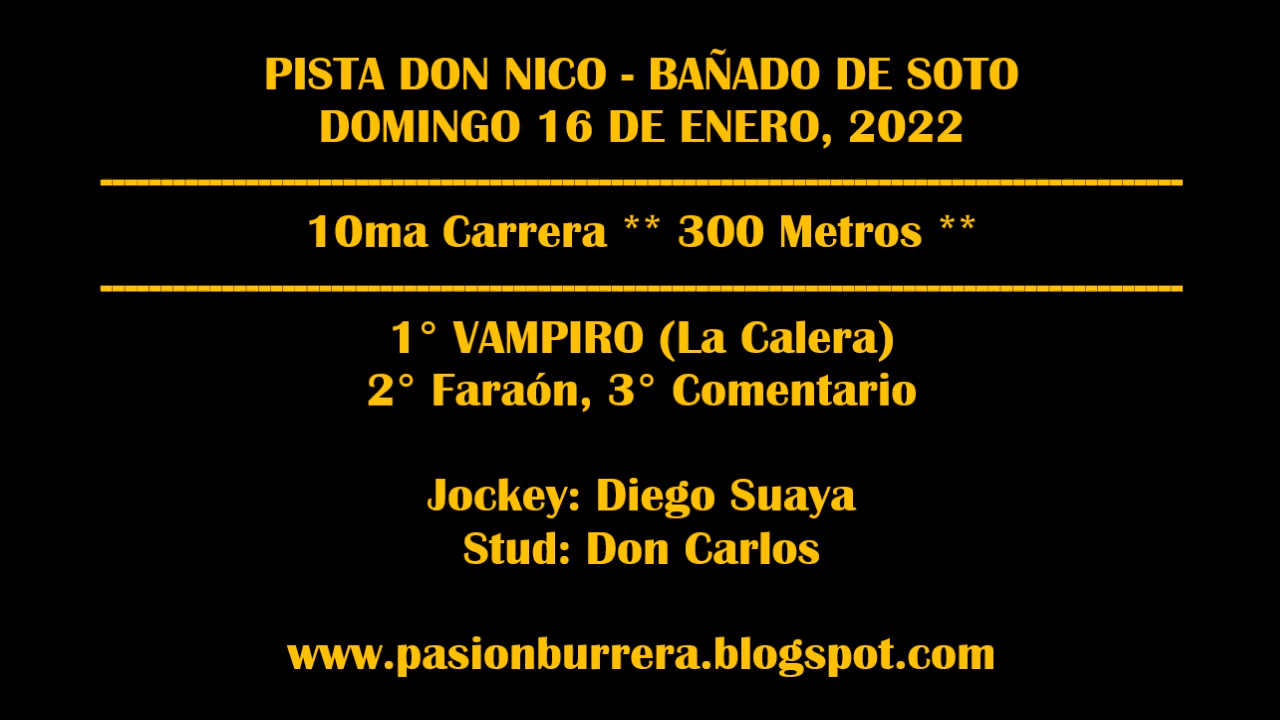 PISTA DON NICO - BAÑADO DE SOTO
DOMINGO 16 DE ENERO, 2022
10ma Carrera ** 300 Metros **
1° VAMPIRO (La Calera)
2° Faraón, 3° Comentario
Jockey: Diego Suaya
Stud: Don Carlos
www.pasionburrera.blogspot.com